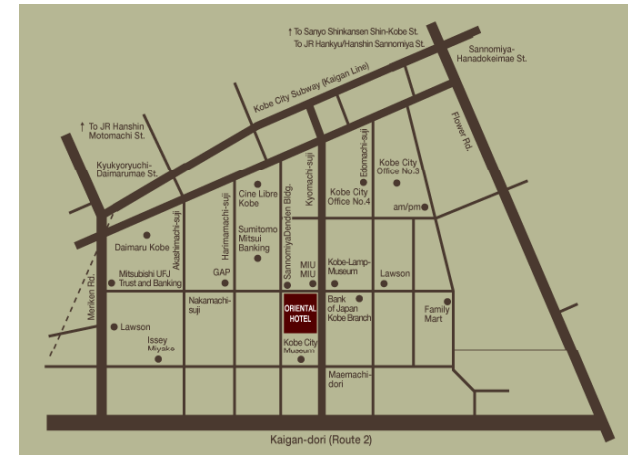 ↑ To Sanyo Shinkansen Shin-Kobe St.
To JR Hankyu/Hanshin Sannomiya St.
Sannomiya-
Hanadokeimae St.
Kobe City Subway (Kaigan Line)
↑ To JR Hanshin
Motomachi St.
Flower Rd.
Kyukyoryuchi-
Daimarumae St.
Edomachi-suji
Kobe City
Office No.3
Kyomachi-suji
Cine Libre
Kobe
Kobe City
Office No.4
am/pm
Harimamachi-suji
Akashimachi-suji
SannomiyaDenden Bldg.
Sumitomo
Mitsui
Banking
Daimaru Kobe
Kobe-Lamp-
Museum
MIU
MIU
Mitsubishi UFJ
Trust and Banking
GAP
Lawson
Meriken Rd.
Nakamachi-
suji
ORIENTAL
HOTEL
Bank
of Japan
Kobe Branch
Family
Mart
Lawson
Issey
Miyake
Kobe City
Museum
Maemachi-
dori
Kaigan-dori (Route 2)